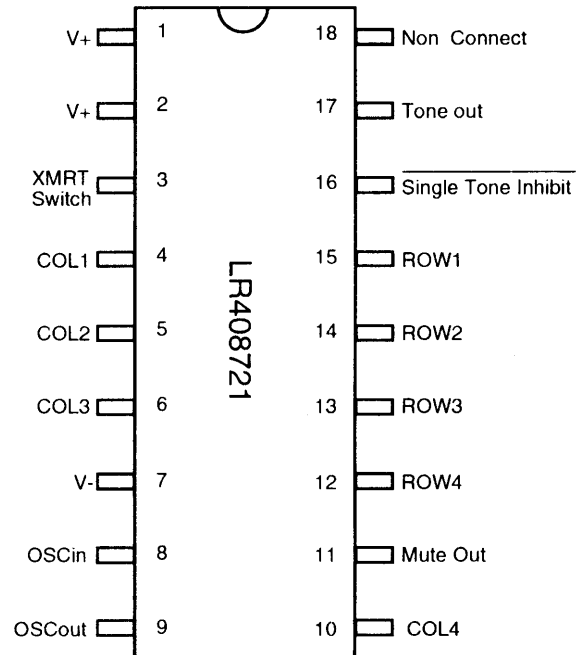 V+ 1 18 Non Connect
V+ 2 17 Tone out
XMRT
Switch
3 16 Single Tone Inhibit
COL1 4 15 ROW1
COL2 5 14 ROW2
COL3 6 13 ROW3
V- 7 12 ROW4
OSCin 8 11 Mute Out
OSCout 9 10 COL4
LR408721